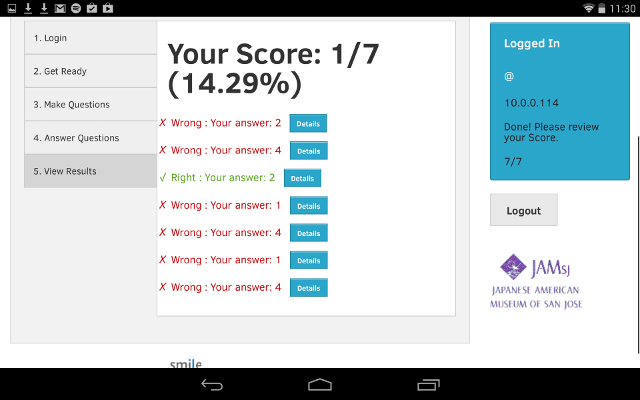 11:30
1. Login
2. Get Ready
3. Make Questions
4. Answer Questions
5. View Results
Your Score: 1/7
(14.29%)
✗ Wrong : Your answer: 2 Details
✗ Wrong : Your answer: 4 Details
√ Right : Your answer: 2 Details
✗ Wrong : Your answer: 1 Details
✗ Wrong : Your answer: 4 Details
✗ Wrong : Your answer: 1 Details
✗ Wrong : Your answer: 4 Details
Logged In
@
10.0.0.114
Done! Please review
your Score.
7/7
Logout
JAMsj
JAPANESE AMERICAN
MUSEUM OF SAN JOSE
smile